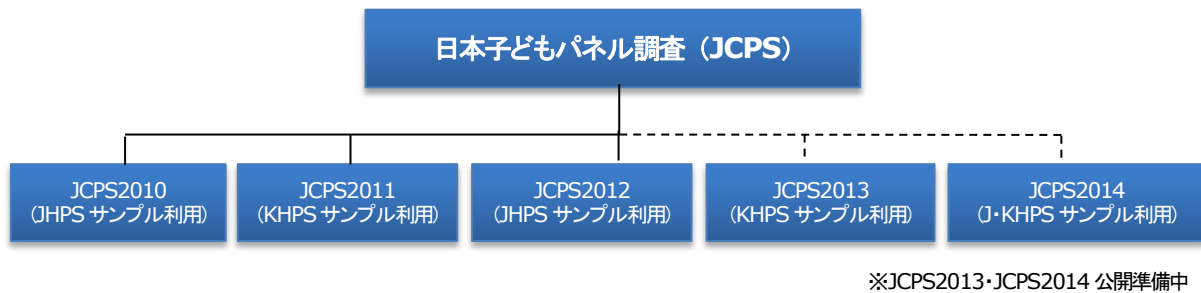 日本子どもパネル調査（JCPS）
JCPS2010
（JHPS サンプル利用）
JCPS2011
（KHPS サンプル利用）
JCPS2012
（JHPS サンプル利用）
JCPS2013
（KHPS サンプル利用）
JCPS2014
（J・KHPS サンプル利用）
※JCPS2013・JCPS2014 公開準備中